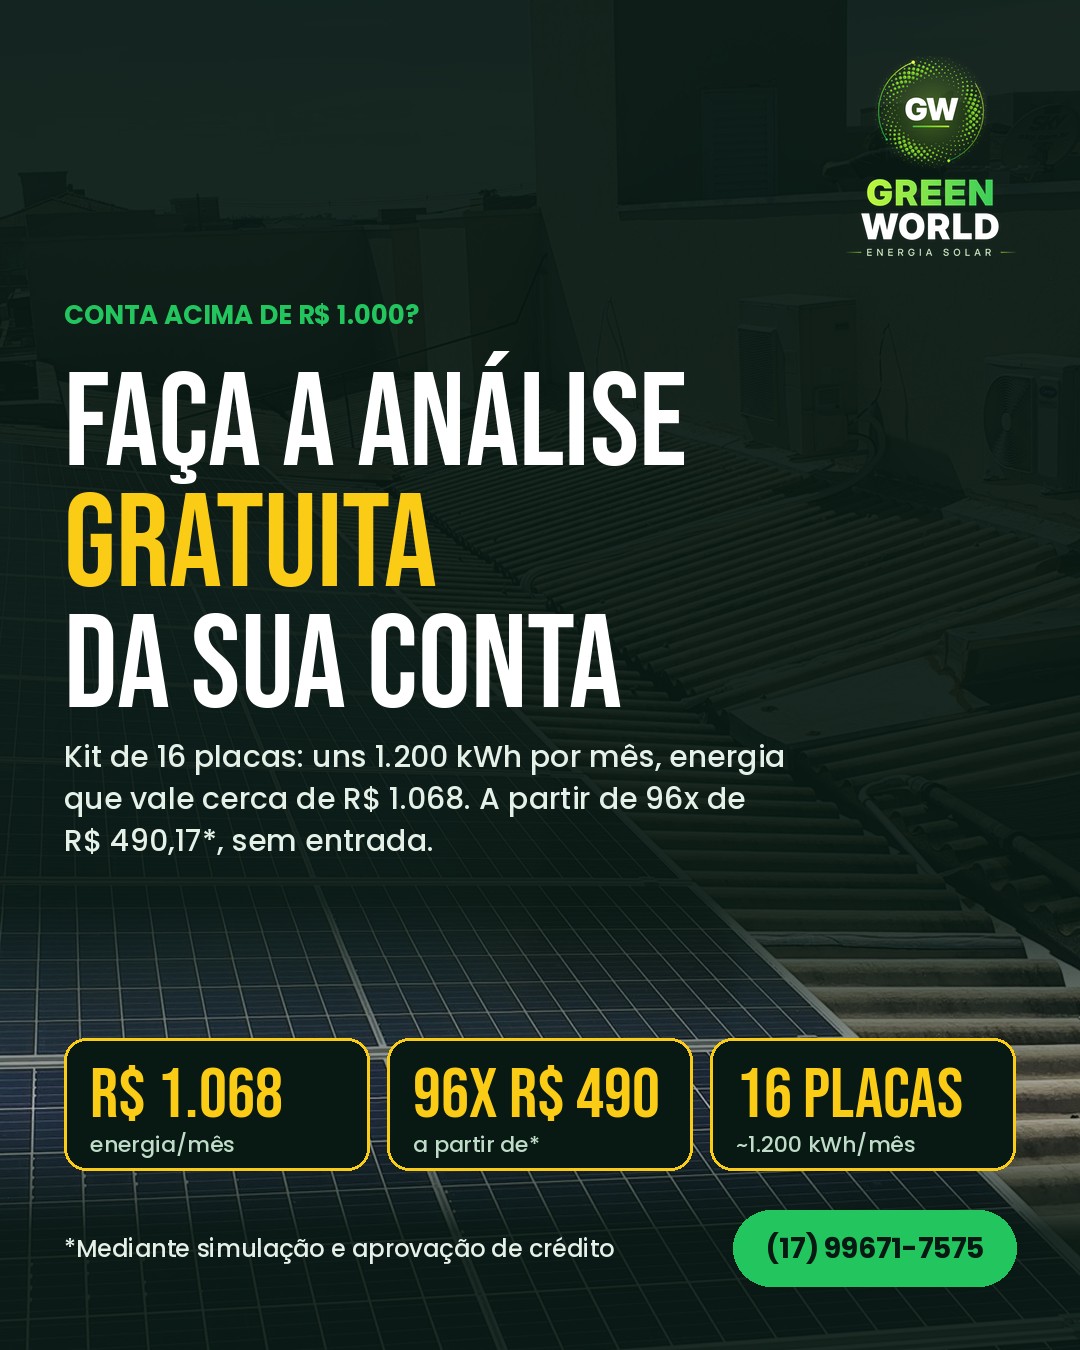 GW
GREEN
WORLD
ENERGIA SOLAR
CONTA ACIMA DE R$ 1.000?
FAÇA A ANÁLISE
GRATUITA
DA SUA CONTA
Kit de 16 placas: uns 1.200 kWh por mês, energia
que vale cerca de R$ 1.068. A partir de 96x de
R$ 490,17*, sem entrada.
R$ 1.068
energia/mês
96X R$ 490
a partir de*
16 PLACAS
~1.200 kWh/mês
*Mediante simulação e aprovação de crédito
(17) 99671-7575